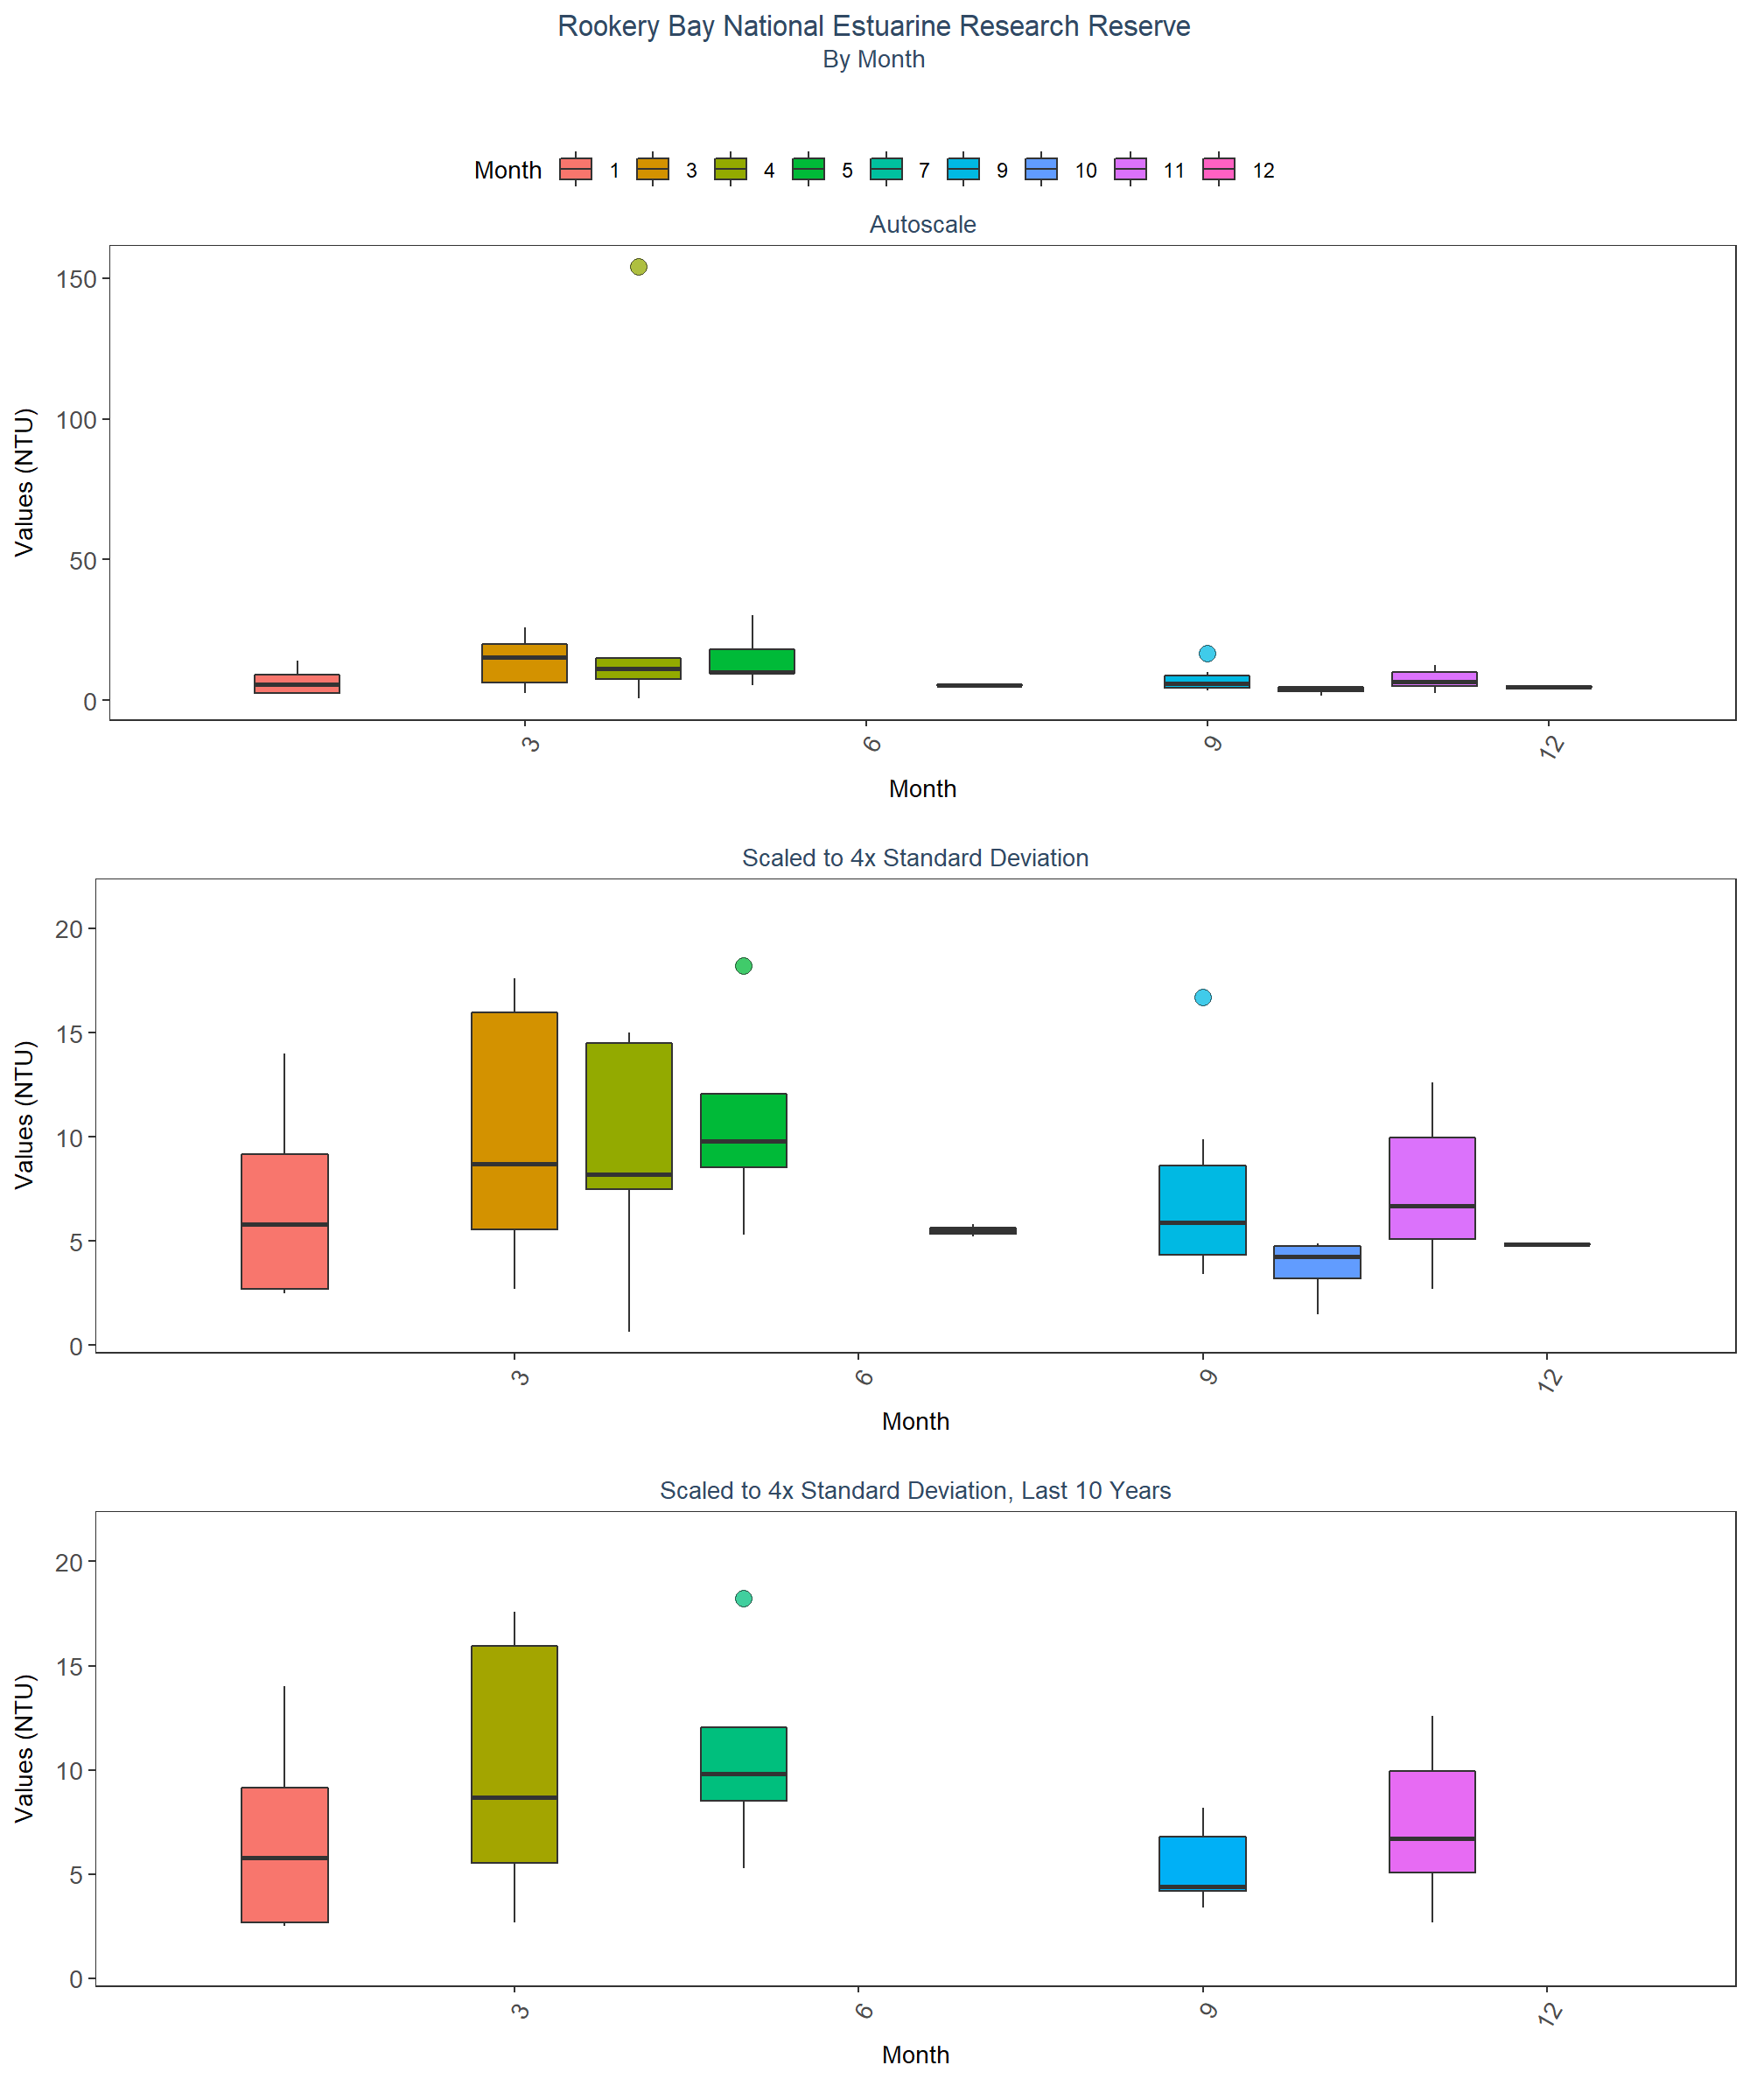 Rookery Bay National Estuarine Research Reserve
By Month
Month 1 3 4 5 7 9 10 11 12
Autoscale
Values (NTU)
150
100
50
0
3 6 9 12
Month
Scaled to 4x Standard Deviation
Values (NTU)
20
15
10
5
0
3 6 9 12
Month
Scaled to 4x Standard Deviation, Last 10 Years
Values (NTU)
20
15
10
5
0
3 6 9 12
Month